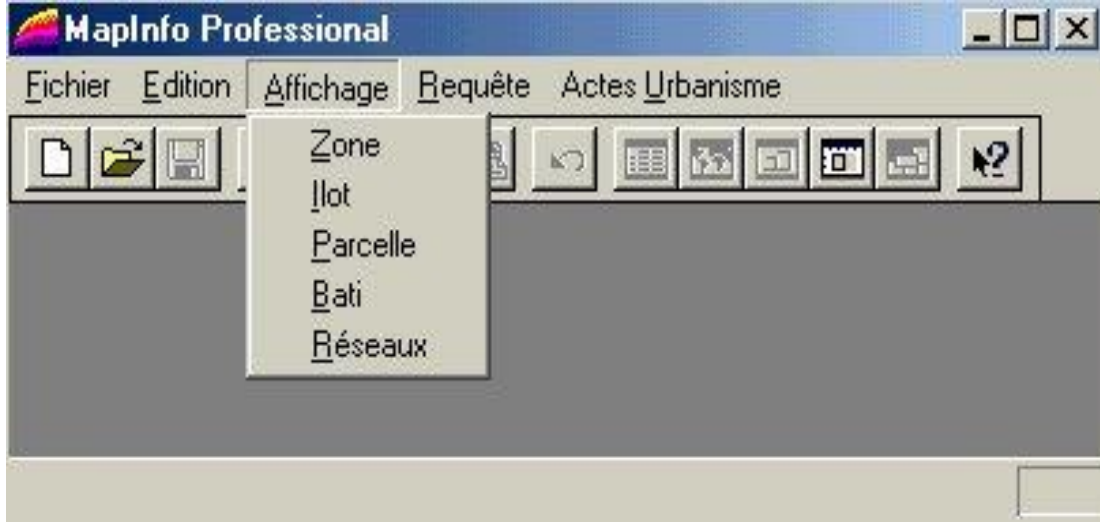 MapInfo Professional
Fichier Edition Affichage Requête Actes Urbanisme
Zone
Ilot
Parcelle
Bati
Réseaux